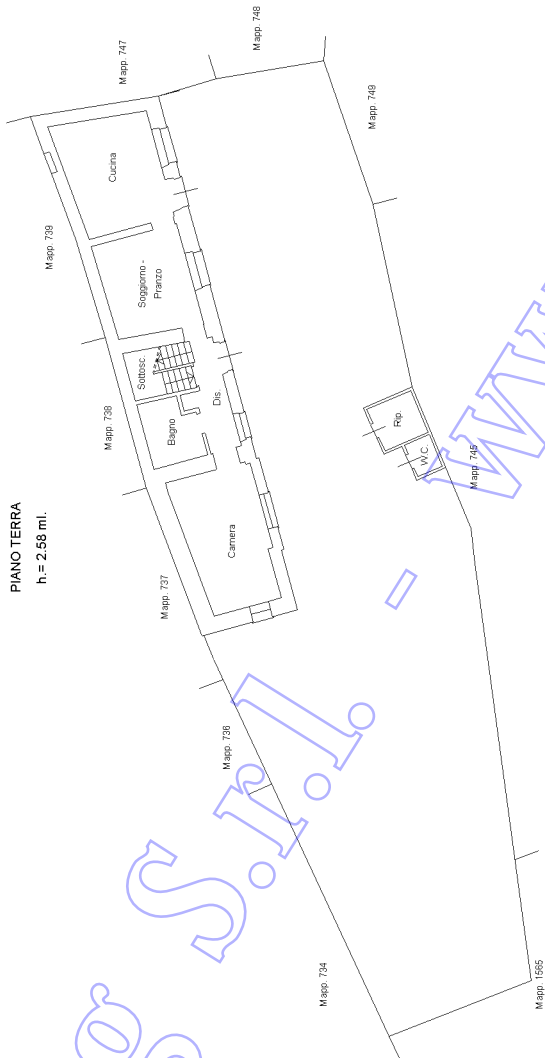 Mapp. 748
Mapp. 747
Mapp. 749
Cucina
Mapp. 739
Soggiorno -
Pranzo
Sottosc.
Dis.
Mapp. 738
Bagno
Rip.
W.C.
Mapp. 745
PIANO TERRA
h.= 2.58 ml.
Camera
Mapp. 737
Mapp. 736
Mapp. 734
Mapp. 1565
g S.r.l. - ww